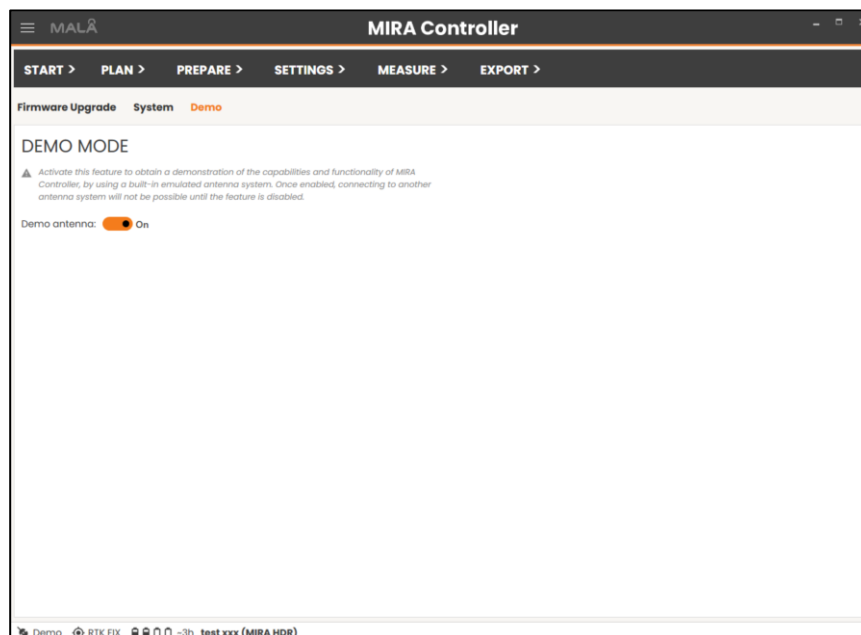 MALÅ MIRA Controller
START > PLAN > PREPARE > SETTINGS > MEASURE > EXPORT >
Firmware Upgrade System Demo
DEMO MODE
Activate this feature to obtain a demonstration of the capabilities and functionality of MIRA
Controller, by using a built-in emulated antenna system. Once enabled, connecting to another
antenna system will not be possible until the feature is disabled.
Demo antenna: On
Demo RTK FIX ~3h test xxx (MIRA HDR)